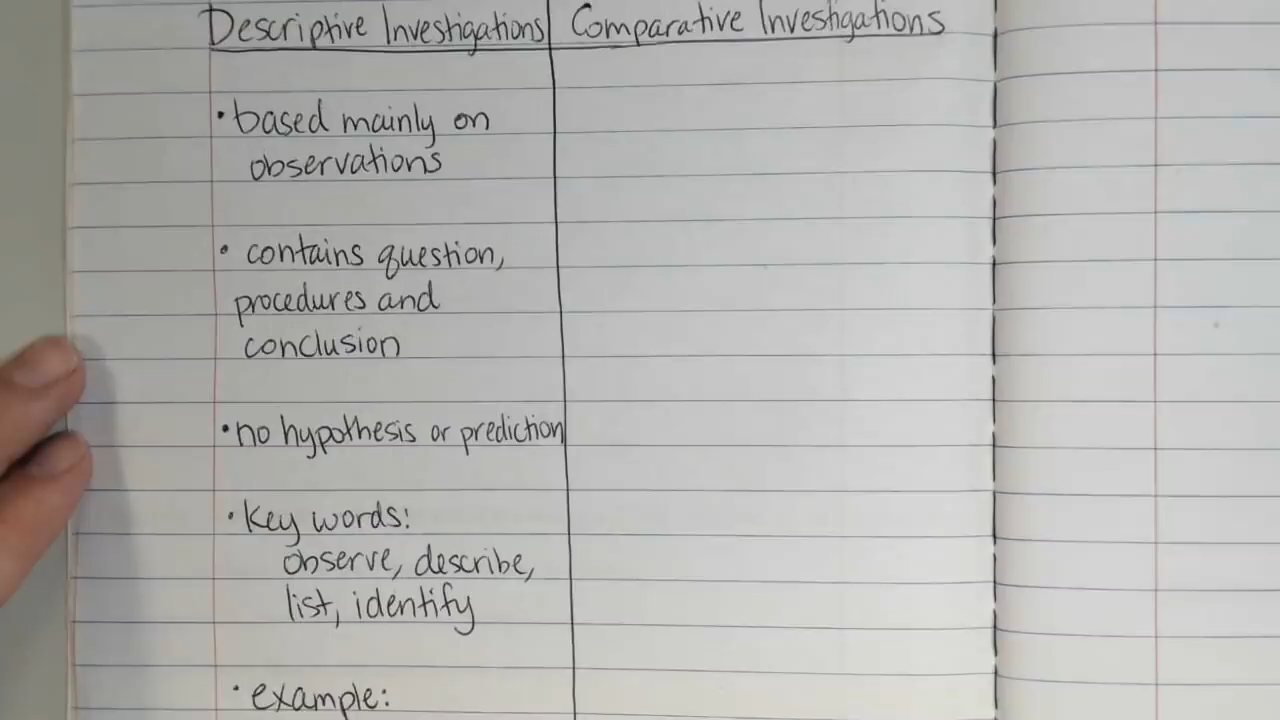 Descriptive Investigations
Comparative Investigations
• based mainly on
observations
• contains question,
procedures and
conclusion
• no hypothesis or prediction
• Key words:
observe, describe,
list, identify
• example: